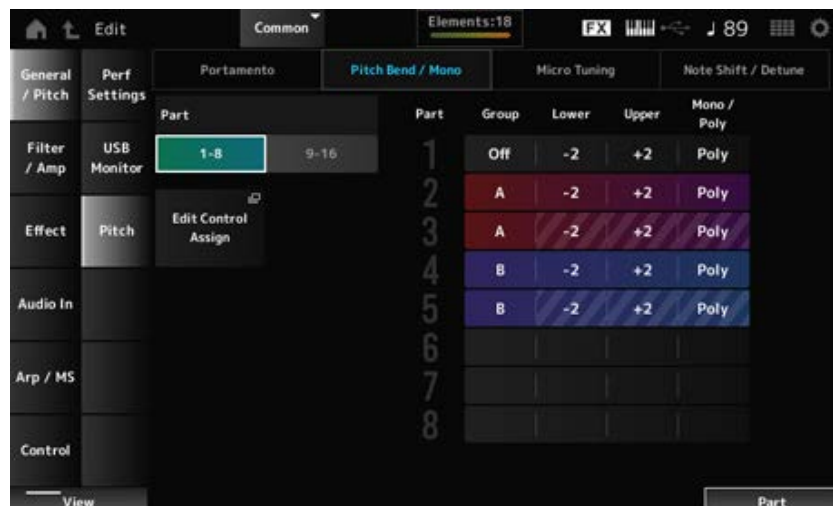 Edit
Common
Elements:18
FX
♩ 89
General / Pitch
Perf Settings
Portamento
Pitch Bend / Mono
Micro Tuning
Note Shift / Detune
Filter / Amp
USB Monitor
Effect
Pitch
Audio In
Arp / MS
Control
Part
1-8
9-16
Edit Control
Assign
Part Group Lower Upper Mono / Poly
1 Off -2 +2 Poly
2 A -2 +2 Poly
3 A -2 +2 Poly
4 B -2 +2 Poly
5 B -2 +2 Poly
6
7
8
View
Part